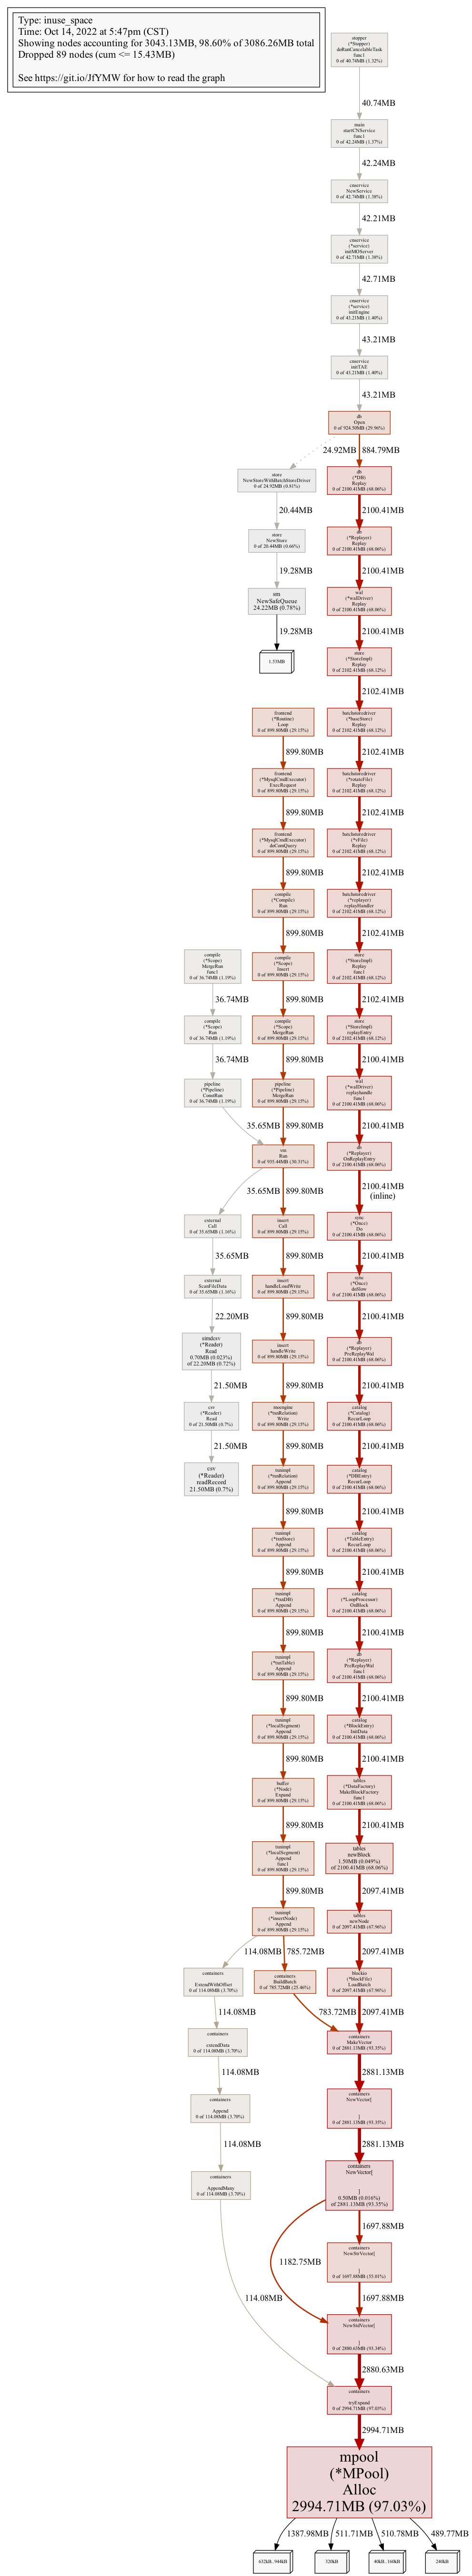 Type: inuse_space
Time: Oct 14, 2022 at 5:47pm (CST)
Showing nodes accounting for 3043.13MB, 98.60% of 3086.26MB total
Dropped 89 nodes (cum <= 15.43MB)
See https://git.io/JfYMW for how to read the graph
stopper
(*Stopper)
doRunCancelableTask
func1
0 of 40.74MB (1.32%)
40.74MB
main
startCNService
func1
0 of 42.24MB (1.37%)
42.24MB
cnservice
NewService
0 of 42.74MB (1.38%)
42.21MB
cnservice
(*service)
initMOServer
0 of 42.71MB (1.38%)
42.71MB
cnservice
(*service)
initEngine
0 of 43.21MB (1.40%)
43.21MB
cnservice
initTAE
0 of 43.21MB (1.40%)
43.21MB
db
Open
0 of 924.50MB (29.96%)
24.92MB
884.79MB
store
NewStoreWithBatchStoreDriver
0 of 24.92MB (0.81%)
db
(*DB)
Replay
0 of 2100.41MB (68.06%)
20.44MB
2100.41MB
store
NewStore
0 of 20.44MB (0.66%)
db
(*Replayer)
Replay
0 of 2100.41MB (68.06%)
19.28MB
2100.41MB
sm
NewSafeQueue
24.22MB (0.78%)
wal
(*walDriver)
Replay
0 of 2100.41MB (68.06%)
19.28MB
2100.41MB
1.53MB
store
(*StoreImpl)
Replay
0 of 2102.41MB (68.12%)
2102.41MB
frontend
(*Routine)
Loop
0 of 899.80MB (29.15%)
batchstoredriver
(*baseStore)
Replay
0 of 2102.41MB (68.12%)
899.80MB
2102.41MB
frontend
(*MysqlCmdExecutor)
ExecRequest
0 of 899.80MB (29.15%)
batchstoredriver
(*rotateFile)
Replay
0 of 2102.41MB (68.12%)
899.80MB
2102.41MB
frontend
(*MysqlCmdExecutor)
doComQuery
0 of 899.80MB (29.15%)
batchstoredriver
(*vFile)
Replay
0 of 2102.41MB (68.12%)
899.80MB
2102.41MB
compile
(*Compile)
Run
0 of 899.80MB (29.15%)
batchstoredriver
(*replayer)
replayHandler
0 of 2102.41MB (68.12%)
899.80MB
2102.41MB
compile
(*Scope)
MergeRun
func1
0 of 36.74MB (1.19%)
compile
(*Scope)
Insert
0 of 899.80MB (29.15%)
store
(*StoreImpl)
Replay
func1
0 of 2102.41MB (68.12%)
36.74MB
899.80MB
2102.41MB
compile
(*Scope)
Run
0 of 36.74MB (1.19%)
compile
(*Scope)
MergeRun
0 of 899.80MB (29.15%)
store
(*StoreImpl)
replayEntry
0 of 2102.41MB (68.12%)
36.74MB
899.80MB
2100.41MB
pipeline
(*Pipeline)
ConstRun
0 of 36.74MB (1.19%)
pipeline
(*Pipeline)
MergeRun
0 of 899.80MB (29.15%)
wal
(*walDriver)
replayhandle
func1
0 of 2100.41MB (68.06%)
35.65MB
899.80MB
2100.41MB
vm
Run
0 of 935.44MB (30.31%)
db
(*Replayer)
OnReplayEntry
0 of 2100.41MB (68.06%)
35.65MB
899.80MB
2100.41MB
(inline)
external
Call
0 of 35.65MB (1.16%)
insert
Call
0 of 899.80MB (29.15%)
sync
(*Once)
Do
0 of 2100.41MB (68.06%)
35.65MB
899.80MB
2100.41MB
external
ScanFileData
0 of 35.65MB (1.16%)
insert
handleLoadWrite
0 of 899.80MB (29.15%)
sync
(*Once)
doSlow
0 of 2100.41MB (68.06%)
22.20MB
899.80MB
2100.41MB
simdcsv
(*Reader)
Read
0.70MB (0.023%)
of 22.20MB (0.72%)
insert
handleWrite
0 of 899.80MB (29.15%)
db
(*Replayer)
PreReplayWal
0 of 2100.41MB (68.06%)
21.50MB
899.80MB
2100.41MB
csv
(*Reader)
Read
0 of 21.50MB (0.7%)
moengine
(*txnRelation)
Write
0 of 899.80MB (29.15%)
catalog
(*Catalog)
RecurLoop
0 of 2100.41MB (68.06%)
21.50MB
899.80MB
2100.41MB
csv
(*Reader)
readRecord
21.50MB (0.7%)
txnimpl
(*txnRelation)
Append
0 of 899.80MB (29.15%)
catalog
(*DBEntry)
RecurLoop
0 of 2100.41MB (68.06%)
899.80MB
2100.41MB
txnimpl
(*txnStore)
Append
0 of 899.80MB (29.15%)
catalog
(*TableEntry)
RecurLoop
0 of 2100.41MB (68.06%)
899.80MB
2100.41MB
txnimpl
(*txnDB)
Append
0 of 899.80MB (29.15%)
catalog
(*LoopProcessor)
OnBlock
0 of 2100.41MB (68.06%)
899.80MB
2100.41MB
txnimpl
(*txnTable)
Append
0 of 899.80MB (29.15%)
db
(*Replayer)
PreReplayWal
func1
0 of 2100.41MB (68.06%)
899.80MB
2100.41MB
txnimpl
(*localSegment)
Append
0 of 899.80MB (29.15%)
catalog
(*BlockEntry)
InitData
0 of 2100.41MB (68.06%)
899.80MB
2100.41MB
buffer
(*Node)
Expand
0 of 899.80MB (29.15%)
tables
(*DataFactory)
MakeBlockFactory
func1
0 of 2100.41MB (68.06%)
899.80MB
2100.41MB
txnimpl
(*localSegment)
Append
func1
0 of 899.80MB (29.15%)
tables
newBlock
1.50MB (0.049%)
of 2100.41MB (68.06%)
899.80MB
2097.41MB
txnimpl
(*insertNode)
Append
0 of 899.80MB (29.15%)
tables
newNode
0 of 2097.41MB (67.96%)
114.08MB
785.72MB
2097.41MB
containers
ExtendWithOffset
0 of 114.08MB (3.70%)
containers
BuildBatch
0 of 785.72MB (25.46%)
blockio
(*blockFile)
LoadBatch
0 of 2097.41MB (67.96%)
114.08MB
783.72MB
2097.41MB
containers
extendData
0 of 114.08MB (3.70%)
containers
MakeVector
0 of 2881.13MB (93.35%)
114.08MB
2881.13MB
containers
Append
0 of 114.08MB (3.70%)
containers
NewVector[
]
0 of 2881.13MB (93.35%)
114.08MB
2881.13MB
containers
AppendMany
0 of 114.08MB (3.70%)
containers
NewVector[
]
0.50MB (0.016%)
of 2881.13MB (93.35%)
1697.88MB
1182.75MB
114.08MB
containers
NewStrVector[
]
0 of 1697.88MB (55.01%)
1697.88MB
containers
NewStdVector[
]
0 of 2880.63MB (93.34%)
2880.63MB
containers
tryExpand
0 of 2994.71MB (97.03%)
2994.71MB
mpool
(*MPool)
Alloc
2994.71MB (97.03%)
1387.98MB
511.71MB
510.78MB
489.77MB
632kB..944kB
320kB
40kB..160kB
240kB